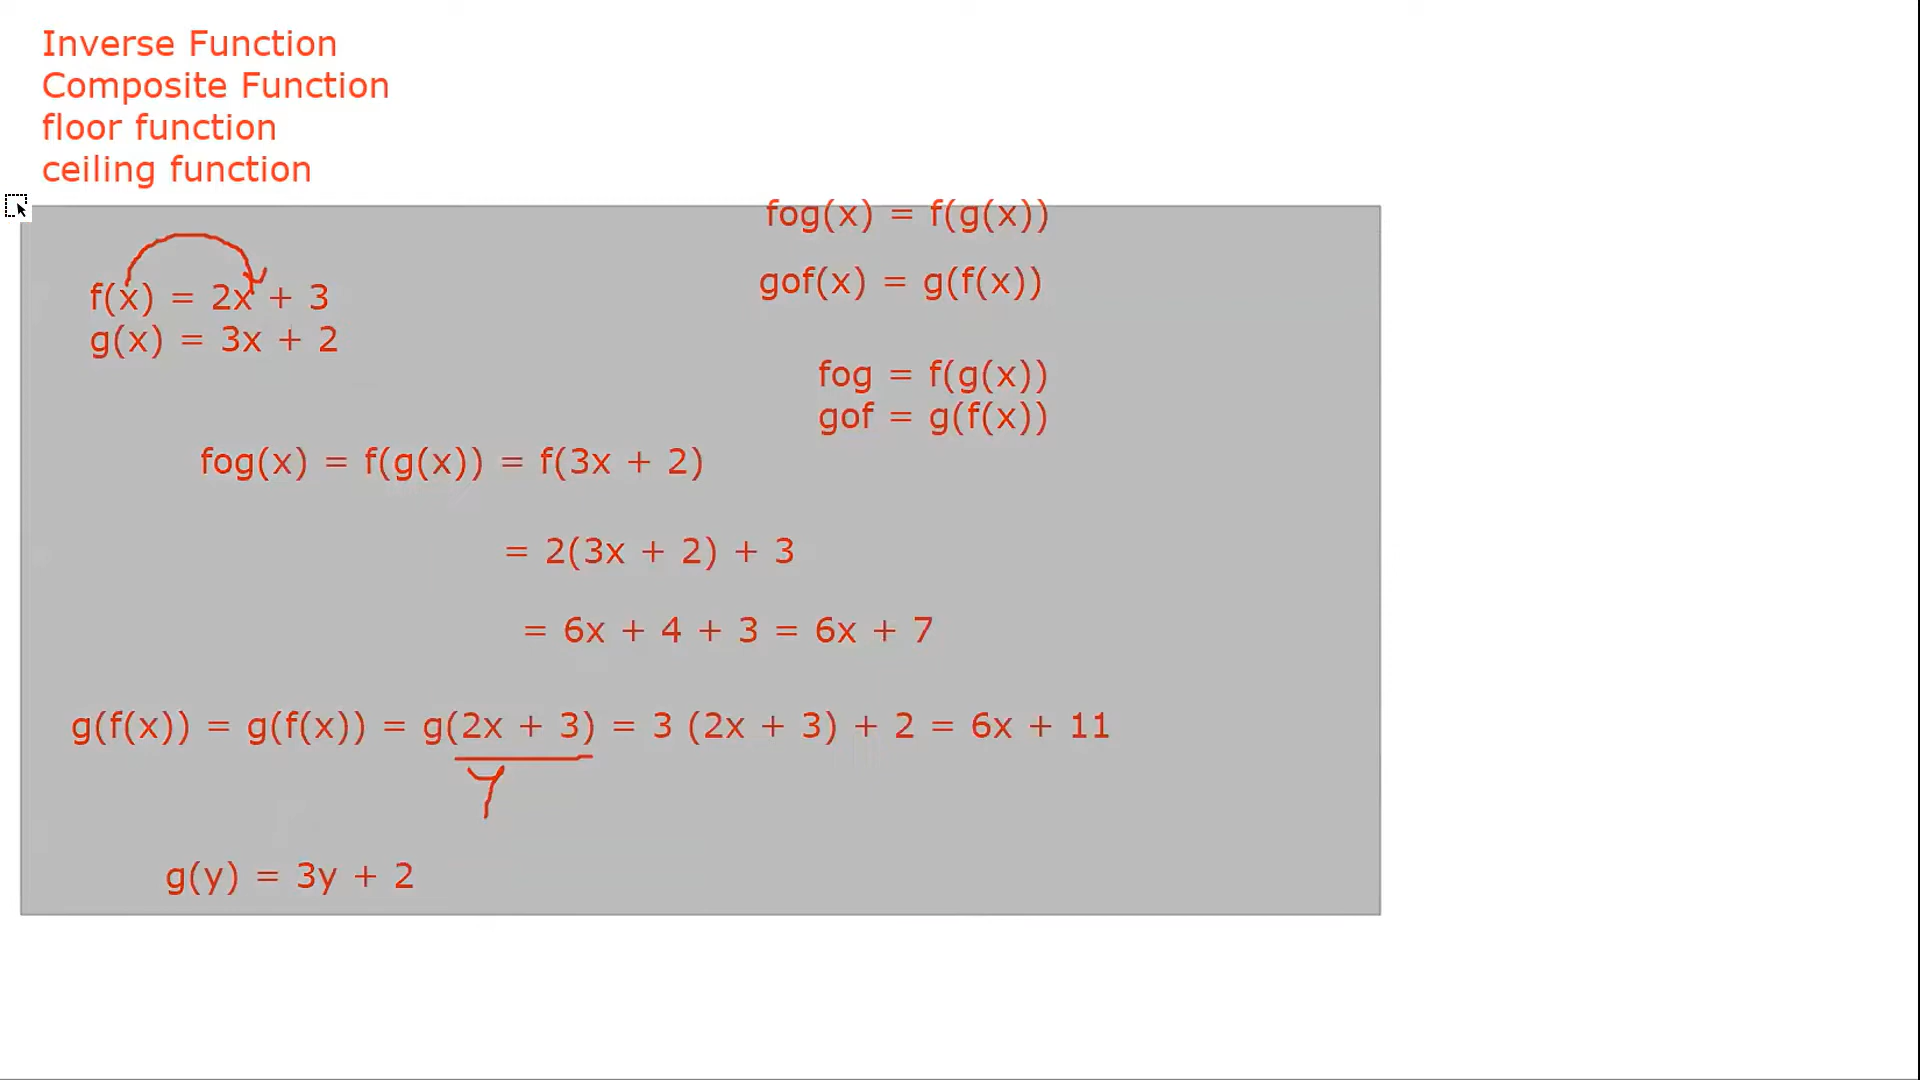 Inverse Function
Composite Function
floor function
ceiling function
fog(x) = f(g(x))
gof(x) = g(f(x))
f(x) = 2x + 3
g(x) = 3x + 2
fog = f(g(x))
gof = g(f(x))
fog(x) = f(g(x)) = f(3x + 2)
= 2(3x + 2) + 3
= 6x + 4 + 3 = 6x + 7
g(f(x)) = g(f(x)) = g(2x + 3) = 3 (2x + 3) + 2 = 6x + 11
y
g(y) = 3y + 2